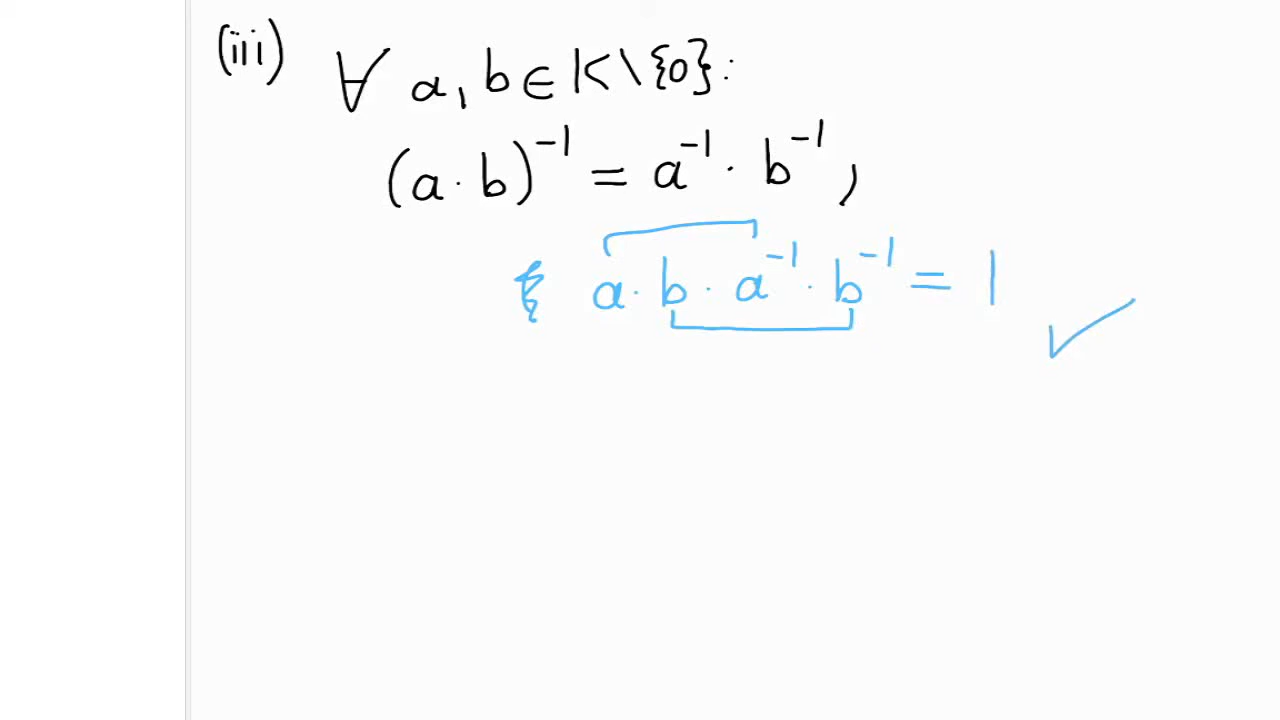 (iii) ∀ a, b ∈ K \ {0}:
(a · b)⁻¹ = a⁻¹ · b⁻¹,
a · b · a⁻¹ · b⁻¹ = 1 ✓